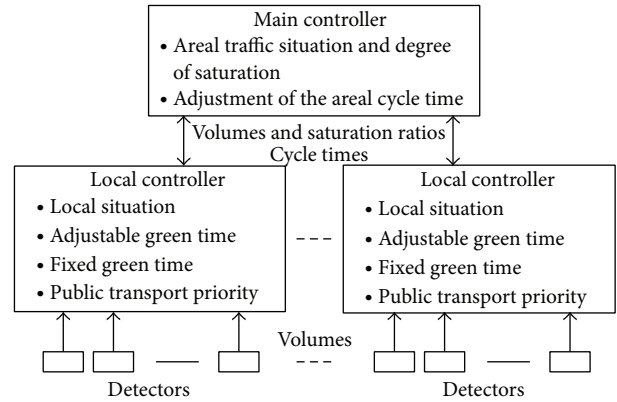 Main controller
• Areal traffic situation and degree
of saturation
• Adjustment of the areal cycle time
Volumes and saturation ratios
Cycle times
Local controller
• Local situation
• Adjustable green time
• Fixed green time
• Public transport priority
Local controller
• Local situation
• Adjustable green time
• Fixed green time
• Public transport priority
Volumes
Detectors
Detectors